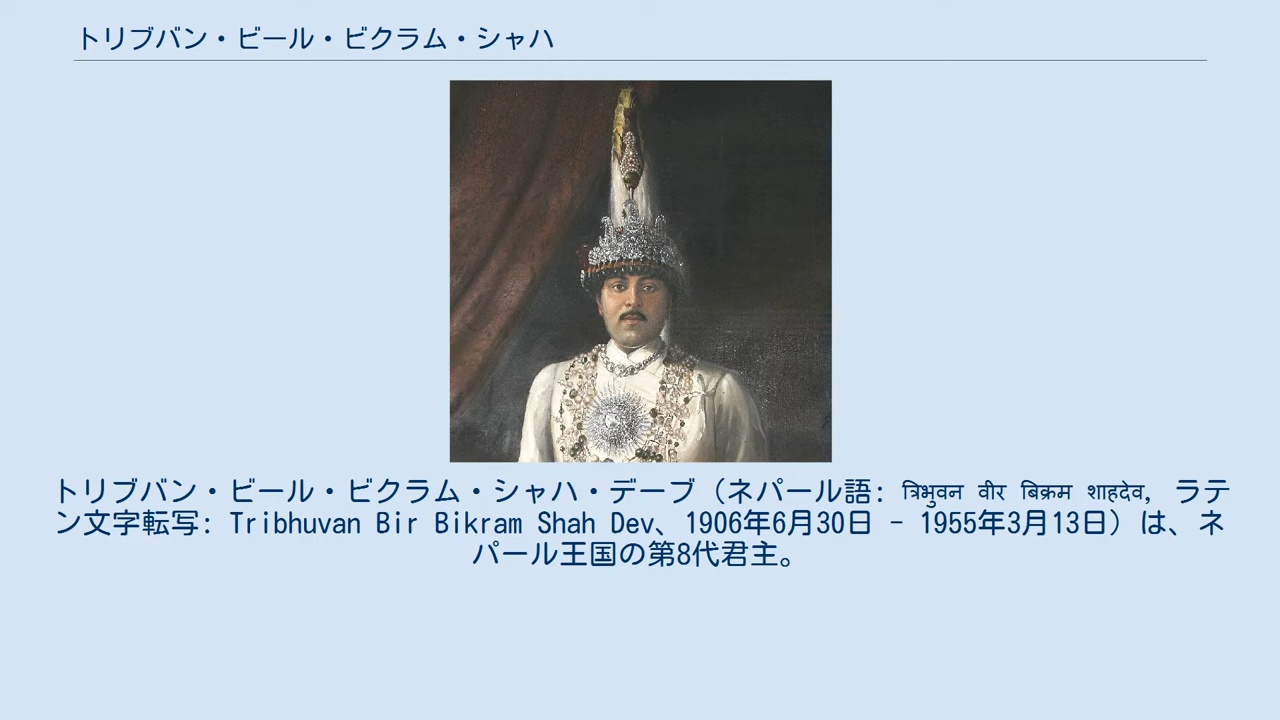 トリブバン・ビール・ビクラム・シャハ
トリブバン・ビール・ビクラム・シャハ・デーブ（ネパール語: त्रिभुवन वीर बिक्रम शाहदेव, ラテ
ン文字転写: Tribhuvan Bir Bikram Shah Dev、1906年6月30日 - 1955年3月13日）は、ネ
パール王国の第8代君主。